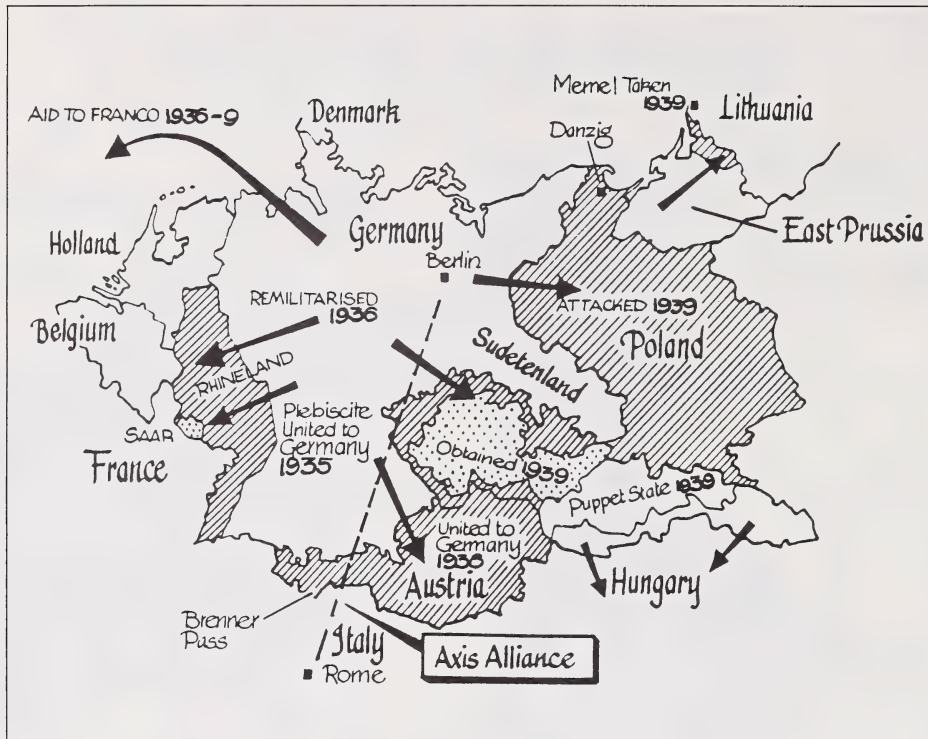 AID TO FRANCO 1936-9
Denmark
Memel Taken
1939
Lithuania
Danzig
Holland
Germany
East Prussia
Berlin
Belgium
REMILITARISED
1936
ATTACKED 1939
Poland
RHINELAND
Sudetenland
SAAR
Plebiscite
United to
Germany
1935
France
Obtained 1939
Puppet State 1939
United to
Germany
1938
Austria
Hungary
Brenner
Pass
Italy
Rome
Axis Alliance